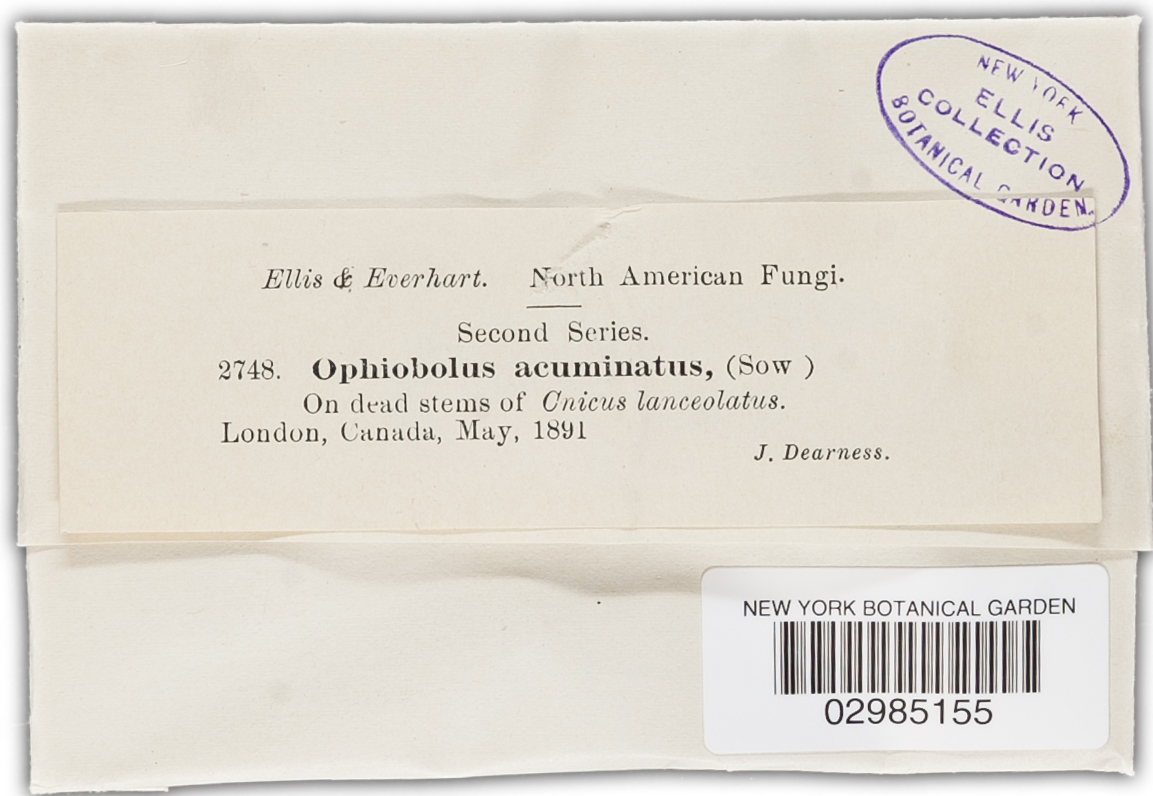 NEW YORK
ELLIS
COLLECTION
BOTANICAL GARDEN.
Ellis & Everhart. North American Fungi.
Second Series.
2748. Ophiobolus acuminatus, (Sow )
On dead stems of Cnicus lanceolatus.
London, Canada, May, 1891
J. Dearness.
NEW YORK BOTANICAL GARDEN
02985155